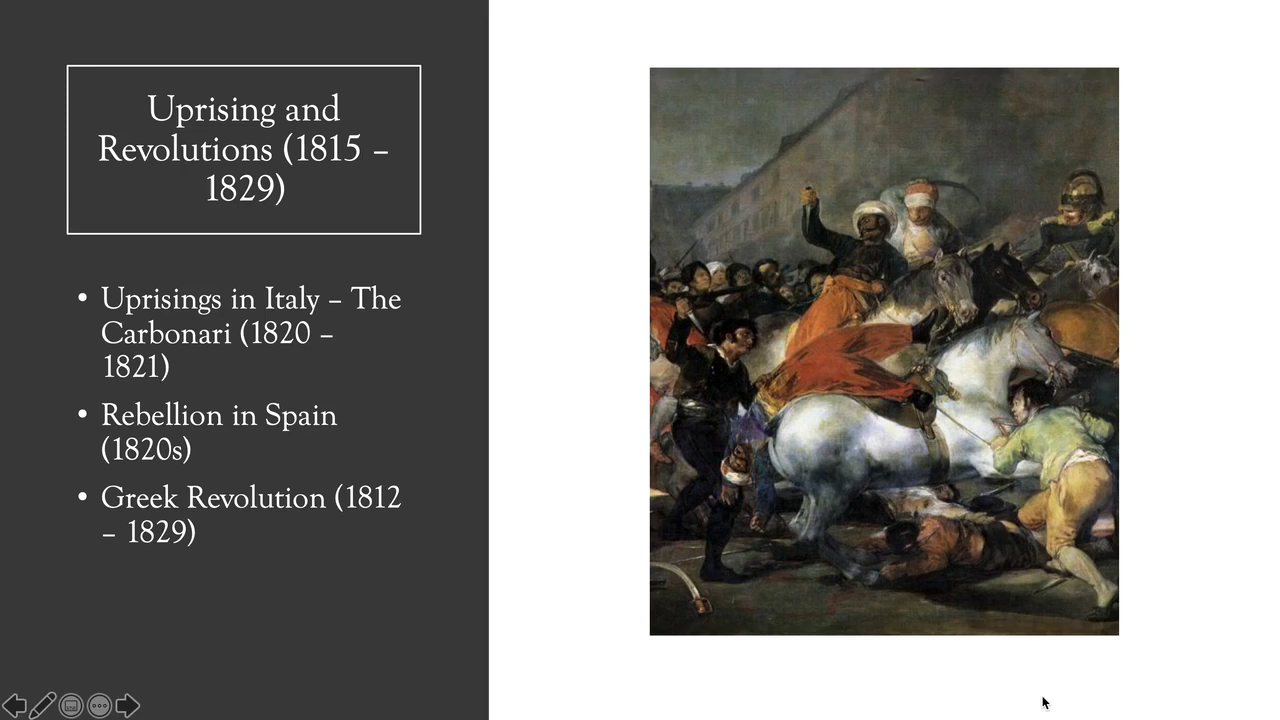 Uprising and
Revolutions (1815 –
1829)
• Uprisings in Italy – The
Carbonari (1820 –
1821)
• Rebellion in Spain
(1820s)
• Greek Revolution (1812
– 1829)